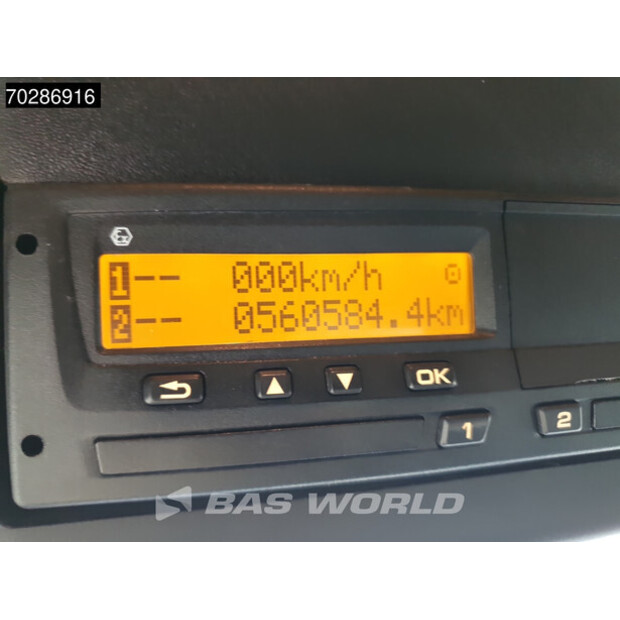 70286916
1-- 000km/h
2-- 0560584.4km
OK
1
2
BAS WORLD